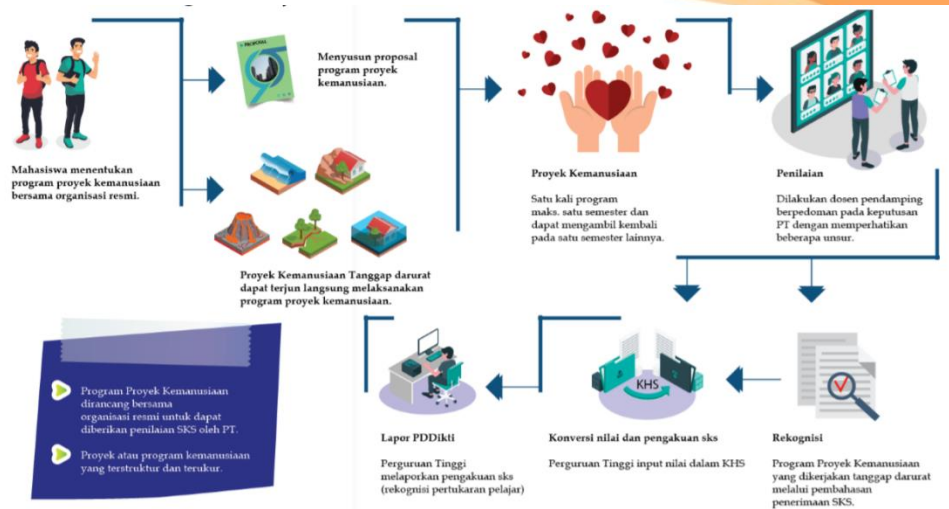 Mahasiswa menentukan
program proyek kemanusiaan
bersama organisasi resmi.
PROPOSAL
Menyusun proposal
program proyek
kemanusiaan.
Proyek Kemanusiaan Tanggap darurat
dapat terjun langsung melaksanakan
program proyek kemanusiaan.
Proyek Kemanusiaan
Satu kali program
maks. satu semester dan
dapat mengambil kembali
pada satu semester lainnya.
Penilaian
Dilakukan dosen pendamping
berpedoman pada keputusan
PT dengan memperhatikan
beberapa unsur.
Rekognisi
Program Proyek Kemanusiaan
yang dikerjakan tanggap darurat
melalui pembahasan
penerimaan SKS.
KHS
Konversi nilai dan pengakuan sks
Perguruan Tinggi input nilai dalam KHS
Lapor PDDikti
Perguruan Tinggi
melaporkan pengakuan sks
(rekognisi pertukaran pelajar)
Program Proyek Kemanusiaan
dirancang bersama
organisasi resmi untuk dapat
diberikan penilaian SKS oleh PT.
Proyek atau program kemanusiaan
yang terstruktur dan terukur.